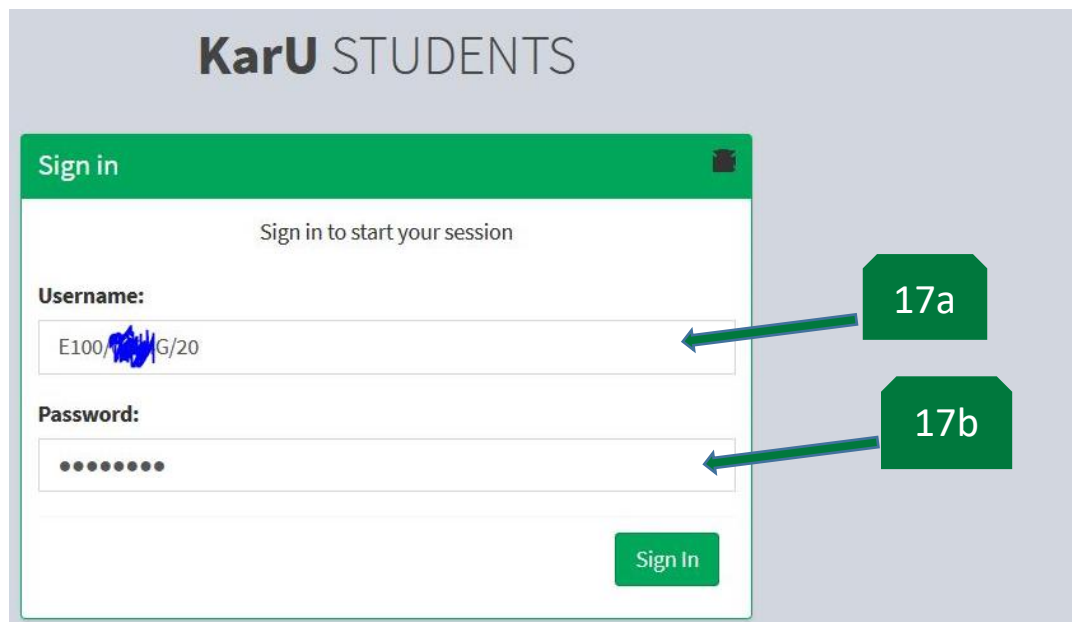 KarU STUDENTS
Sign in
Sign in to start your session
Username:
17a
E100/ G/20
Password:
17b
●●●●●●●●
Sign In